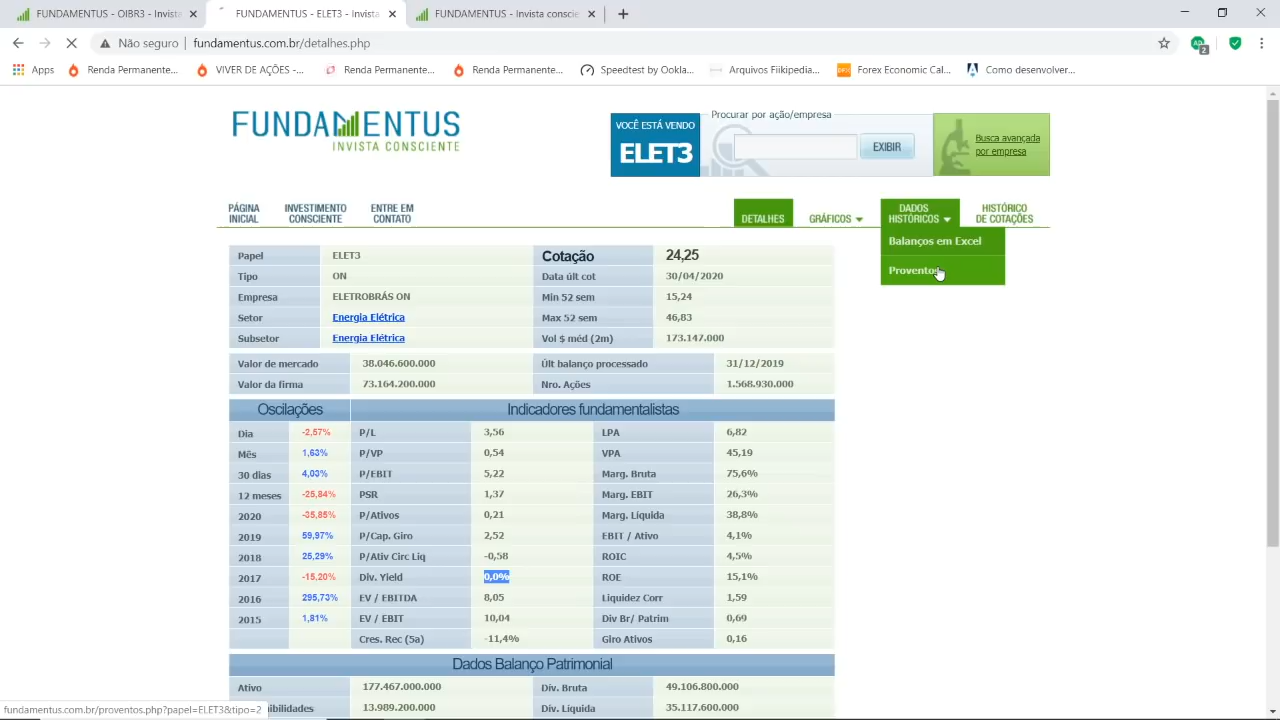 FUNDAMENTUS - OIBR3 - Invista
FUNDAMENTUS - ELET3 - Invista
FUNDAMENTUS - Invista conscie
Não seguro | fundamentus.com.br/detalhes.php
2
Apps Renda Permanente... VIVER DE AÇÕES -... Renda Permanente... Renda Permanente... Speedtest by Ookla... Arquivos Fiikipedia... Forex Economic Cal... Como desenvolver...
FUNDAMENTUS
INVISTA CONSCIENTE
VOCÊ ESTÁ VENDO
ELET3
Procurar por ação/empresa
EXIBIR
Busca avançada
por empresa
PÁGINA
INICIAL
INVESTIMENTO
CONSCIENTE
ENTRE EM
CONTATO
DETALHES
GRÁFICOS
DADOS
HISTÓRICOS
HISTÓRICO
DE COTAÇÕES
Balanços em Excel
Proventos
Papel ELET3 Cotação 24,25
Tipo ON Data últ cot 30/04/2020
Empresa ELETROBRÁS ON Min 52 sem 15,24
Setor Energia Elétrica Max 52 sem 46,83
Subsetor Energia Elétrica Vol $ méd (2m) 173.147.000
Valor de mercado 38.046.600.000 Últ balanço processado 31/12/2019
Valor da firma 73.164.200.000 Nro. Ações 1.568.930.000
Oscilações Indicadores fundamentalistas
Dia -2,57% P/L 3,56 LPA 6,82
Mês 1,63% P/VP 0,54 VPA 45,19
30 dias 4,03% P/EBIT 5,22 Marg. Bruta 75,6%
12 meses -25,84% PSR 1,37 Marg. EBIT 26,3%
2020 -35,85% P/Ativos 0,21 Marg. Líquida 38,8%
2019 59,97% P/Cap. Giro 2,52 EBIT / Ativo 4,1%
2018 25,29% P/Ativ Circ Liq -0,58 ROIC 4,5%
2017 -15,20% Div. Yield 0,0% ROE 15,1%
2016 295,73% EV / EBITDA 8,05 Liquidez Corr 1,59
2015 1,81% EV / EBIT 10,04 Div Br/ Patrim 0,69
Cres. Rec (5a) -11,4% Giro Ativos 0,16
Dados Balanço Patrimonial
Ativo 177.467.000.000 Dív. Bruta 49.106.800.000
ibilidades 13.989.200.000 Dív. Líquida 35.117.600.000
fundamentus.com.br/proventos.php?papel=ELET3&tipo=2